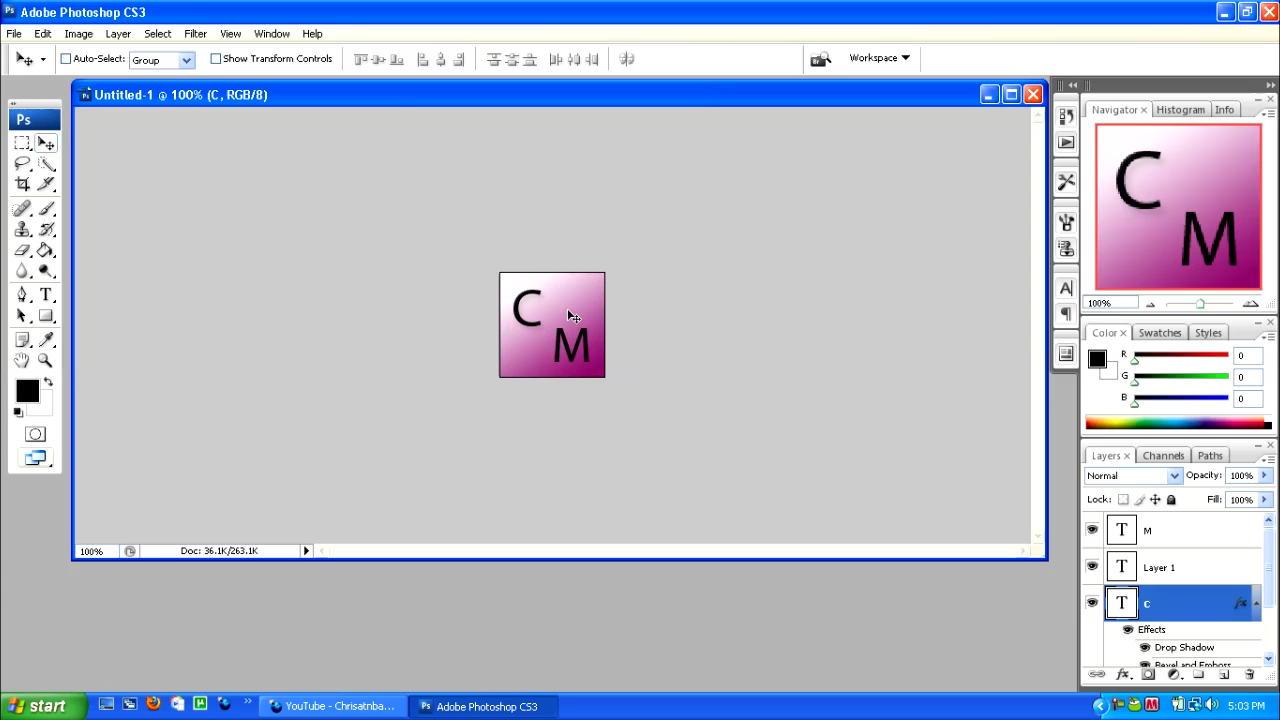 Adobe Photoshop CS3
File Edit Image Layer Select Filter View Window Help
Auto-Select: Group Show Transform Controls Workspace
Untitled-1 @ 100% (C, RGB/8)
Ps
Navigator Histogram Info
C
M
100%
C
M
Color Swatches Styles
R 0
G 0
B 0
Layers Channels Paths
Normal Opacity: 100%
Lock: Fill: 100%
T M
T Layer 1
T C fx
Effects
Drop Shadow
Bevel and Emboss
100% Doc: 36.1K/263.1K
start YouTube - Chrisatnba... Adobe Photoshop CS3 5:03 PM